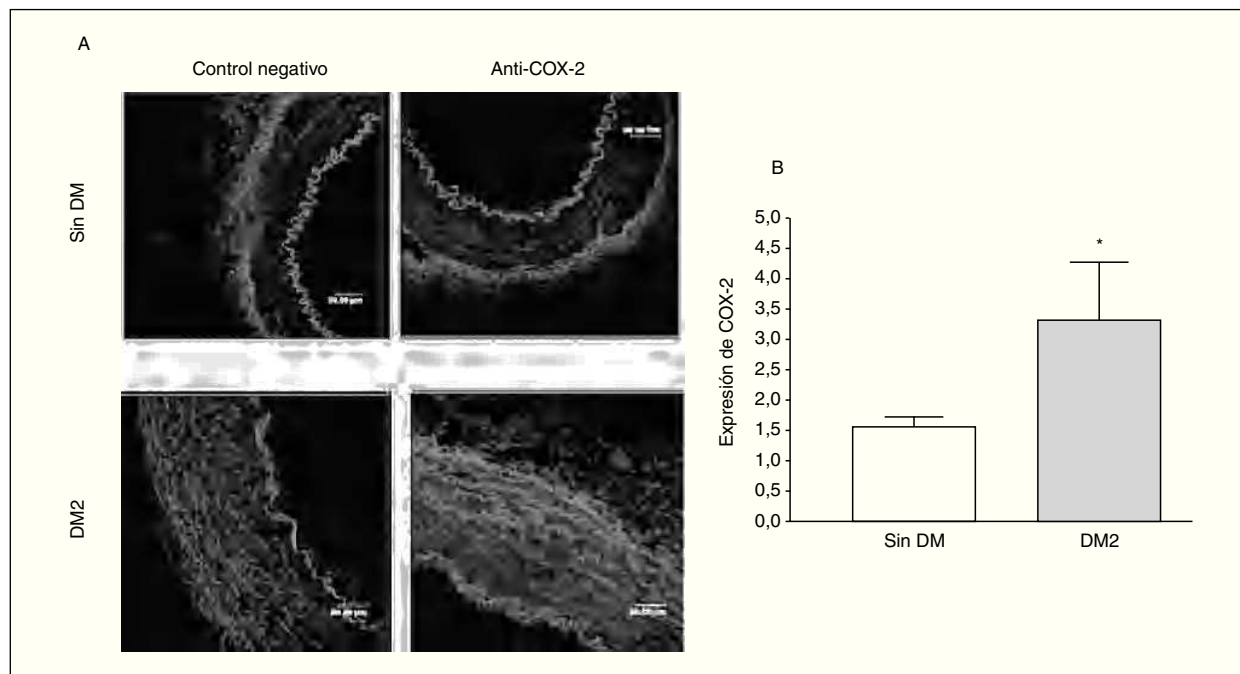 A
Control negativo
Anti-COX-2
Sin DM
DM2
B
Expresión de COX-2
5,0
4,5
4,0
3,5
3,0
2,5
2,0
1,5
1,0
0,5
0,0
*
Sin DM
DM2